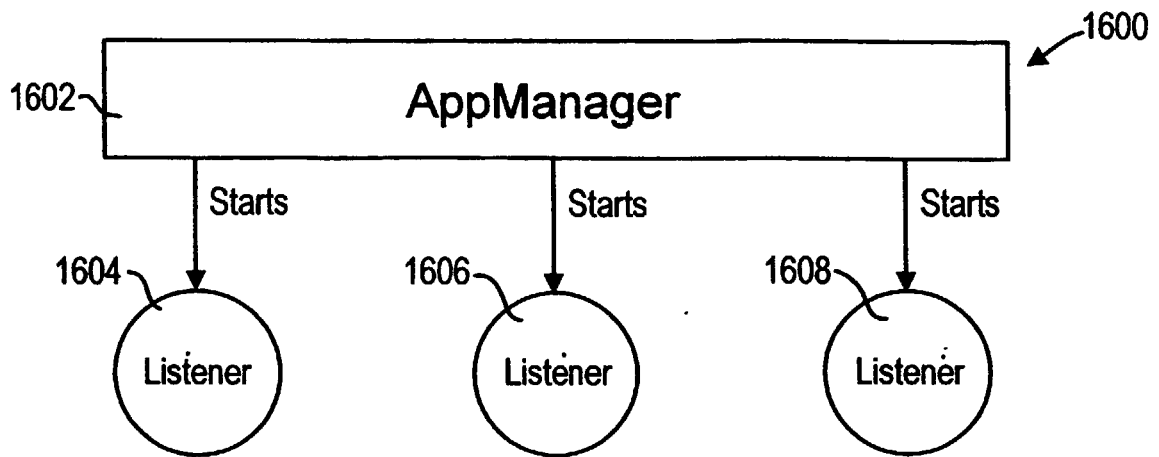 1600
1602
AppManager
Starts Starts Starts
1604 1606 1608
Listener Listener Listener